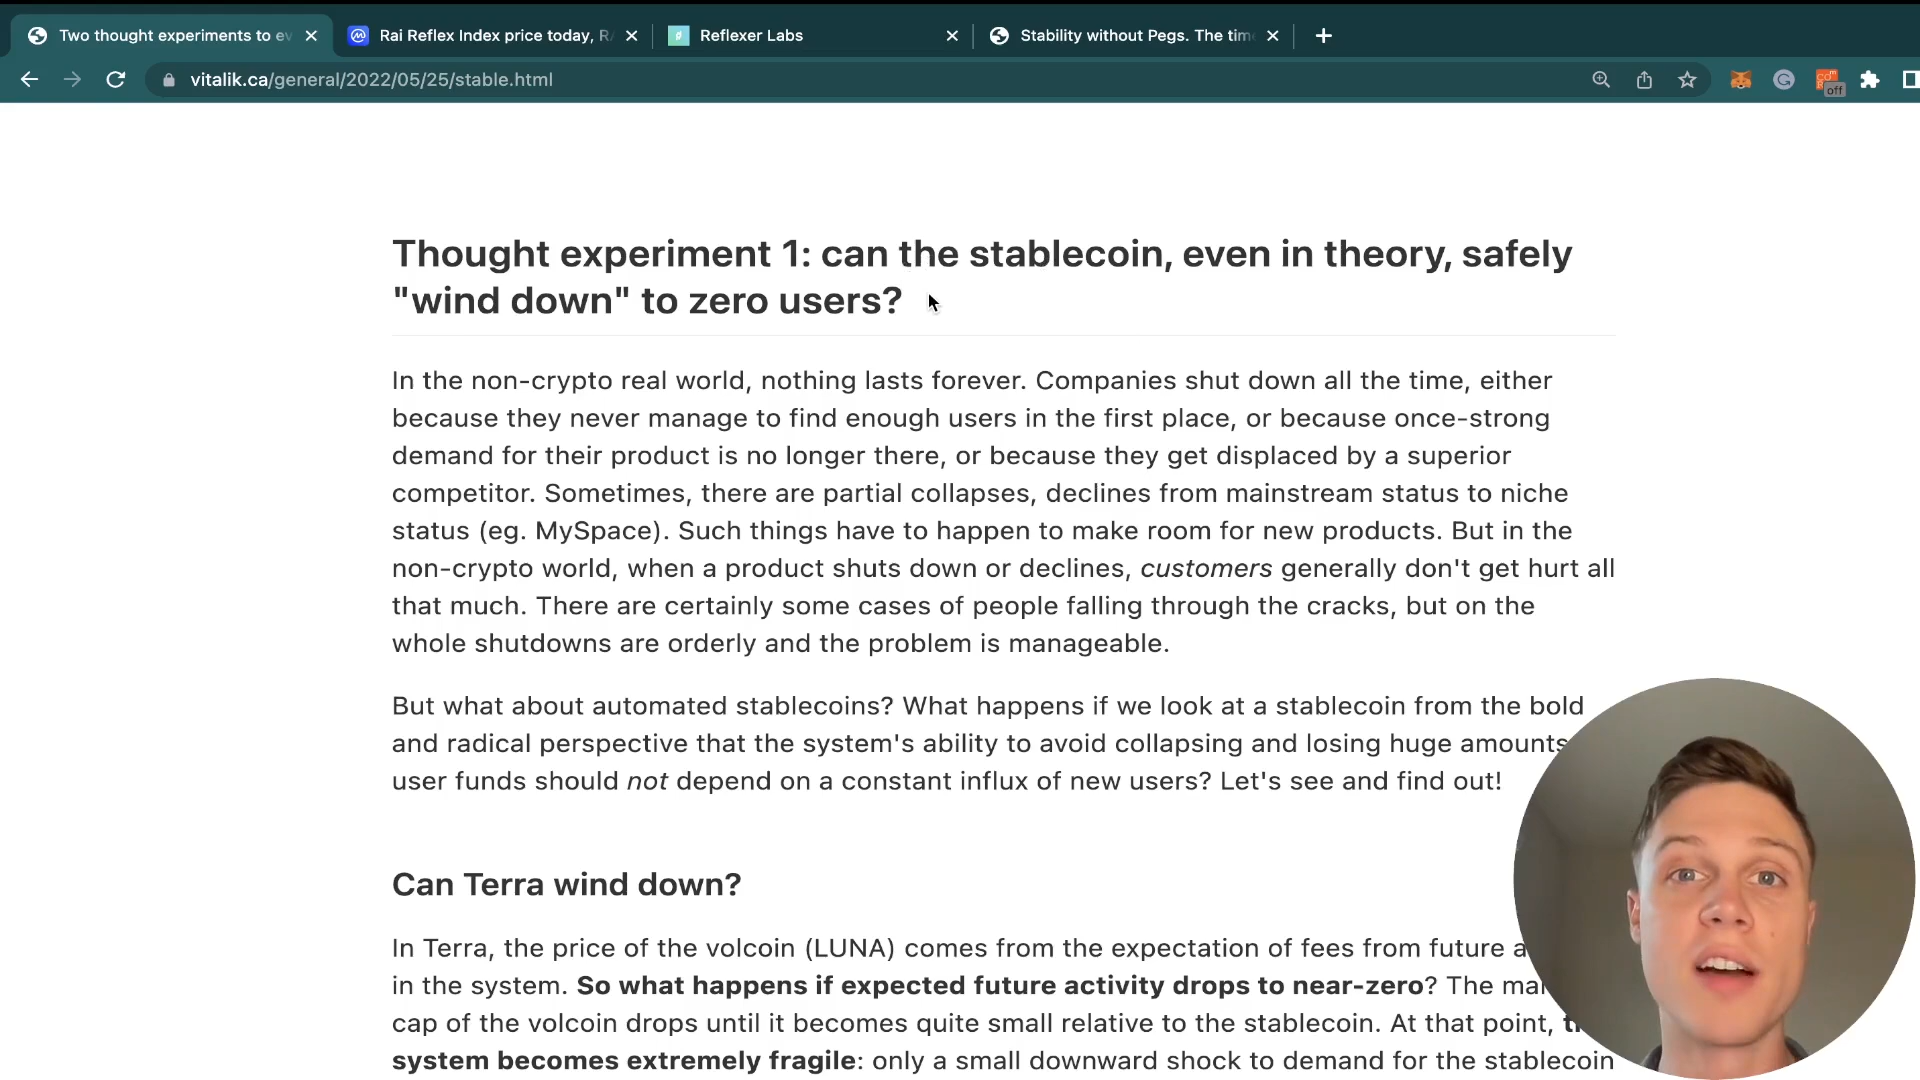 Two thought experiments to ev
Rai Reflex Index price today, R
Reflexer Labs
Stability without Pegs. The tim
vitalik.ca/general/2022/05/25/stable.html
off
Thought experiment 1: can the stablecoin, even in theory, safely
"wind down" to zero users?
In the non-crypto real world, nothing lasts forever. Companies shut down all the time, either
because they never manage to find enough users in the first place, or because once-strong
demand for their product is no longer there, or because they get displaced by a superior
competitor. Sometimes, there are partial collapses, declines from mainstream status to niche
status (eg. MySpace). Such things have to happen to make room for new products. But in the
non-crypto world, when a product shuts down or declines, customers generally don't get hurt all
that much. There are certainly some cases of people falling through the cracks, but on the
whole shutdowns are orderly and the problem is manageable.
But what about automated stablecoins? What happens if we look at a stablecoin from the bold
and radical perspective that the system's ability to avoid collapsing and losing huge amounts
user funds should not depend on a constant influx of new users? Let's see and find out!
Can Terra wind down?
In Terra, the price of the volcoin (LUNA) comes from the expectation of fees from future a
in the system. So what happens if expected future activity drops to near-zero? The mar
cap of the volcoin drops until it becomes quite small relative to the stablecoin. At that point, t
system becomes extremely fragile: only a small downward shock to demand for the stablecoin